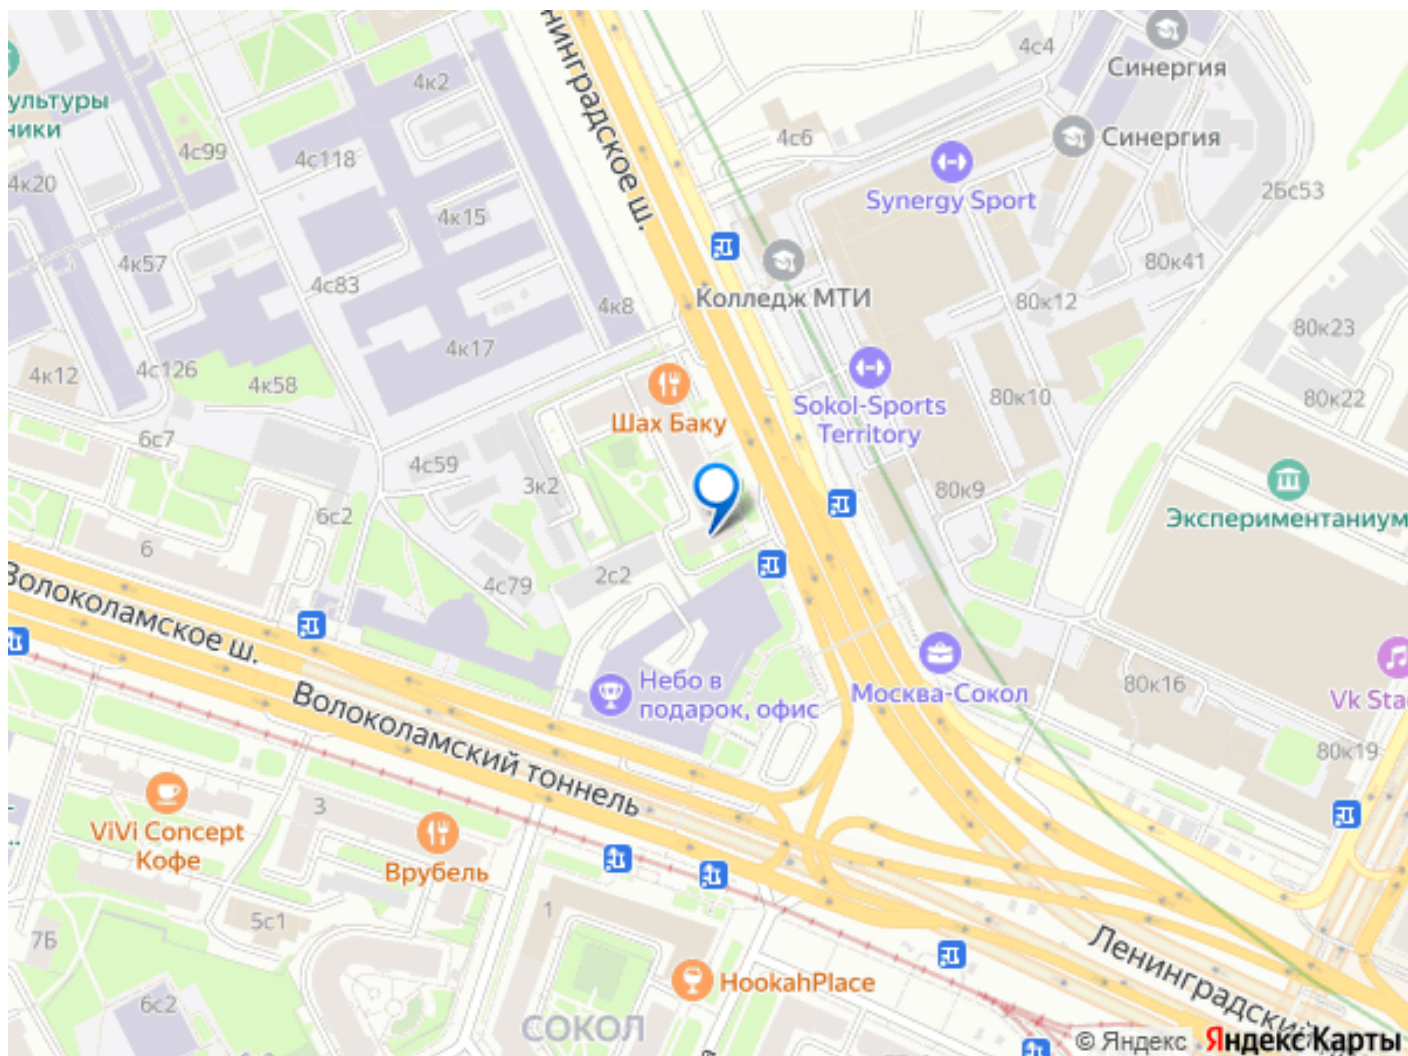 нинградское ш.
4к2
4с4
Синергия
ультуры
ники
4с99
4с118
4с6
Синергия
4к20
Synergy Sport
2Бс53
4к15
4к57
4с83
4к8
Колледж МТИ
80к41
80к12
80к23
4к17
4с126
4к12
4к58
Шах Баку
Sokol-Sports
Territory
80к10
80к22
6с7
4с59
3к2
80к9
6с2
Экспериментаниум
6
4с79
2с2
Волоколамское ш.
Небо в
подарок, офис
Москва-Сокол
80к16
Vk Sta
80к19
Волоколамский тоннель
3
ViVi Concept
Кофе
Врубель
5с1
1
7Б
Ленинградский
HookahPlace
6с2
СОКОЛ
© Яндекс Яндекс Карты